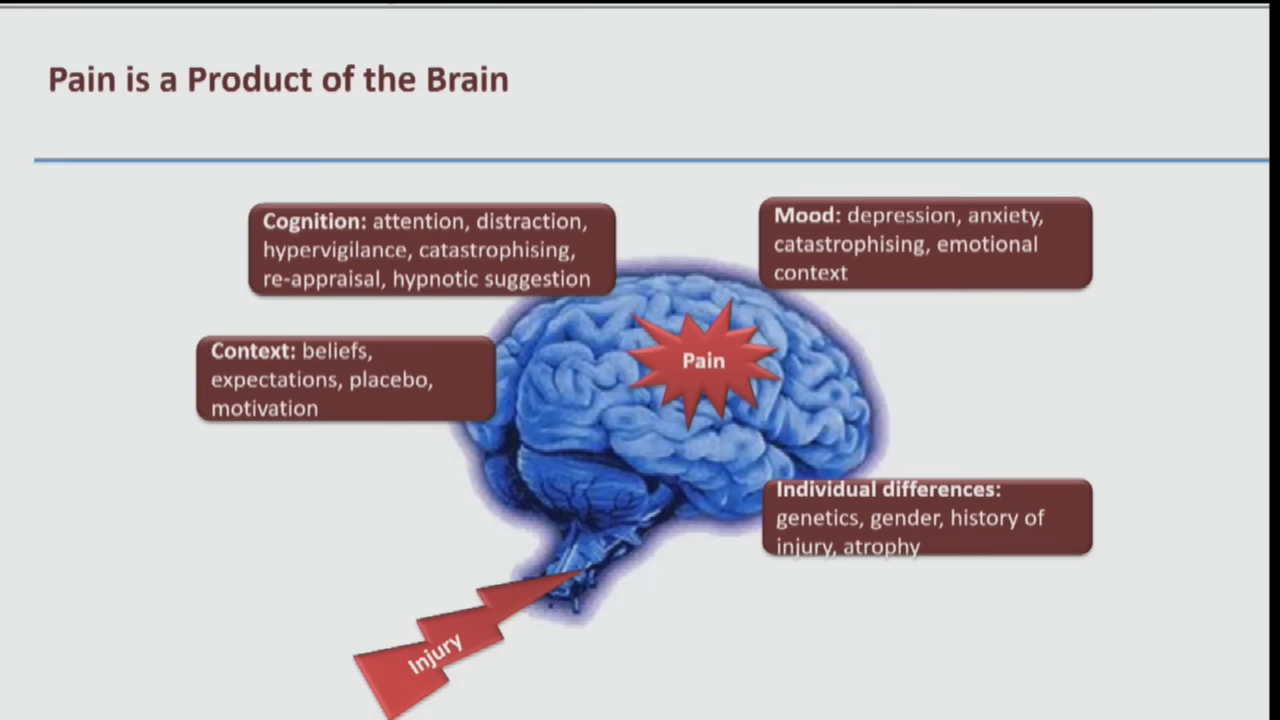 Pain is a Product of the Brain
Cognition: attention, distraction,
hypervigilance, catastrophising,
re-appraisal, hypnotic suggestion
Mood: depression, anxiety,
catastrophising, emotional
context
Context: beliefs,
expectations, placebo,
motivation
Pain
Individual differences:
genetics, gender, history of
injury, atrophy
Injury